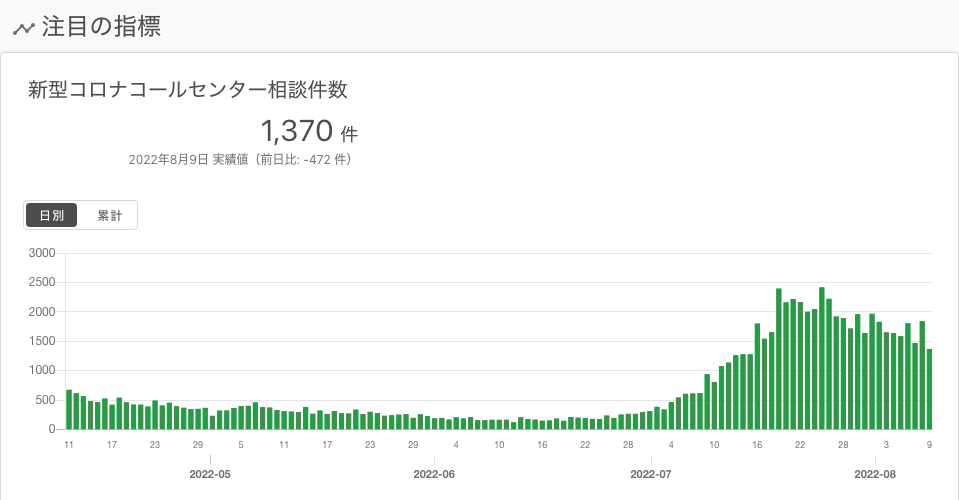 注目の指標
新型コロナコールセンター相談件数
1,370 件
2022年8月9日 実績値（前日比: -472 件）
日別 累計
3000
2500
2000
1500
1000
500
0
11 17 23 29 5 11 17 23 29 4 10 16 22 28 4 10 16 22 28 3 9
2022-05 2022-06 2022-07 2022-08